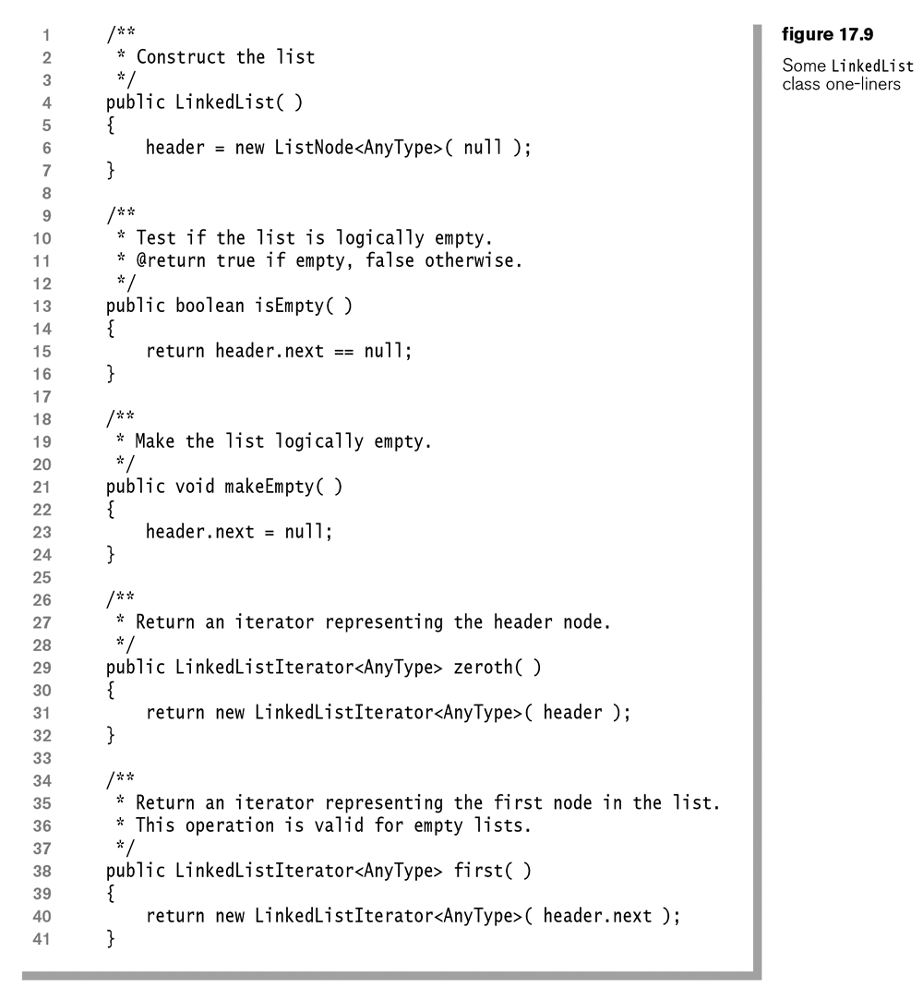 1 /**
2 * Construct the list
3 */
4 public LinkedList( )
5 {
6 header = new ListNode<AnyType>( null );
7 }
8
9 /**
10 * Test if the list is logically empty.
11 * @return true if empty, false otherwise.
12 */
13 public boolean isEmpty( )
14 {
15 return header.next == null;
16 }
17
18 /**
19 * Make the list logically empty.
20 */
21 public void makeEmpty( )
22 {
23 header.next = null;
24 }
25
26 /**
27 * Return an iterator representing the header node.
28 */
29 public LinkedListIterator<AnyType> zeroth( )
30 {
31 return new LinkedListIterator<AnyType>( header );
32 }
33
34 /**
35 * Return an iterator representing the first node in the list.
36 * This operation is valid for empty lists.
37 */
38 public LinkedListIterator<AnyType> first( )
39 {
40 return new LinkedListIterator<AnyType>( header.next );
41 }
figure 17.9
Some LinkedList
class one-liners